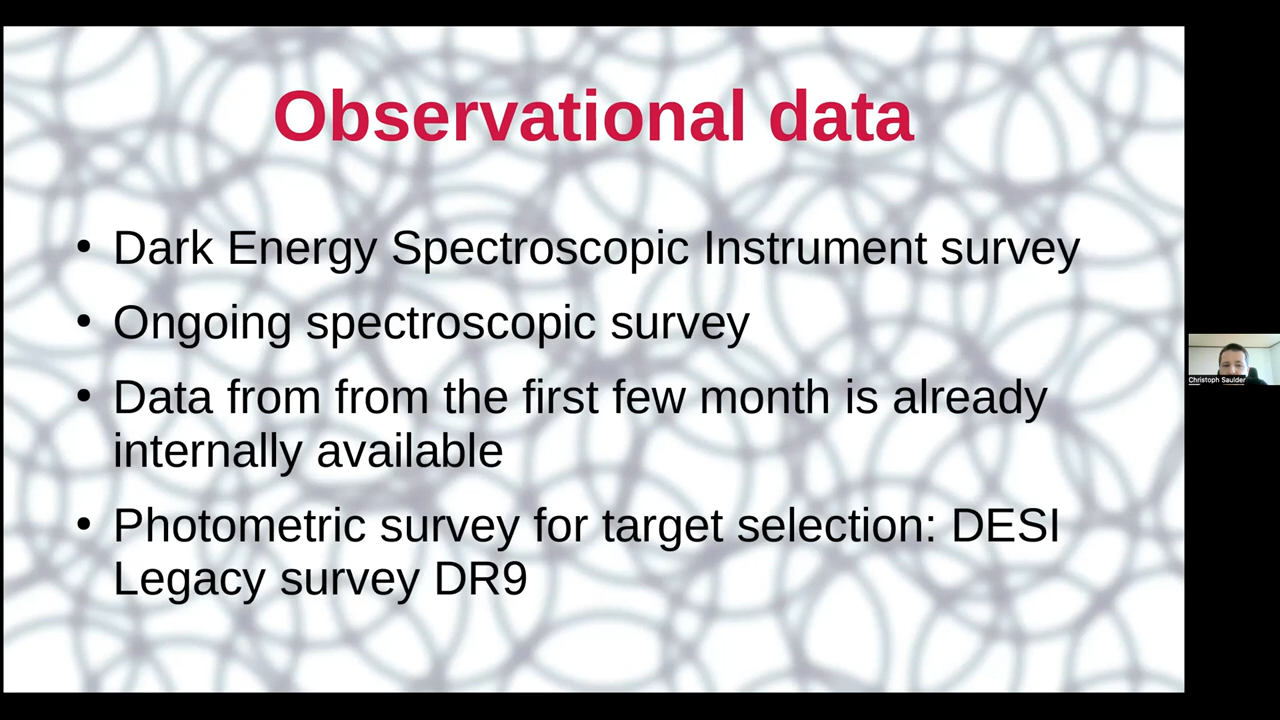 Observational data
• Dark Energy Spectroscopic Instrument survey
• Ongoing spectroscopic survey
• Data from from the first few month is already
internally available
• Photometric survey for target selection: DESI
Legacy survey DR9
Christoph Saulder